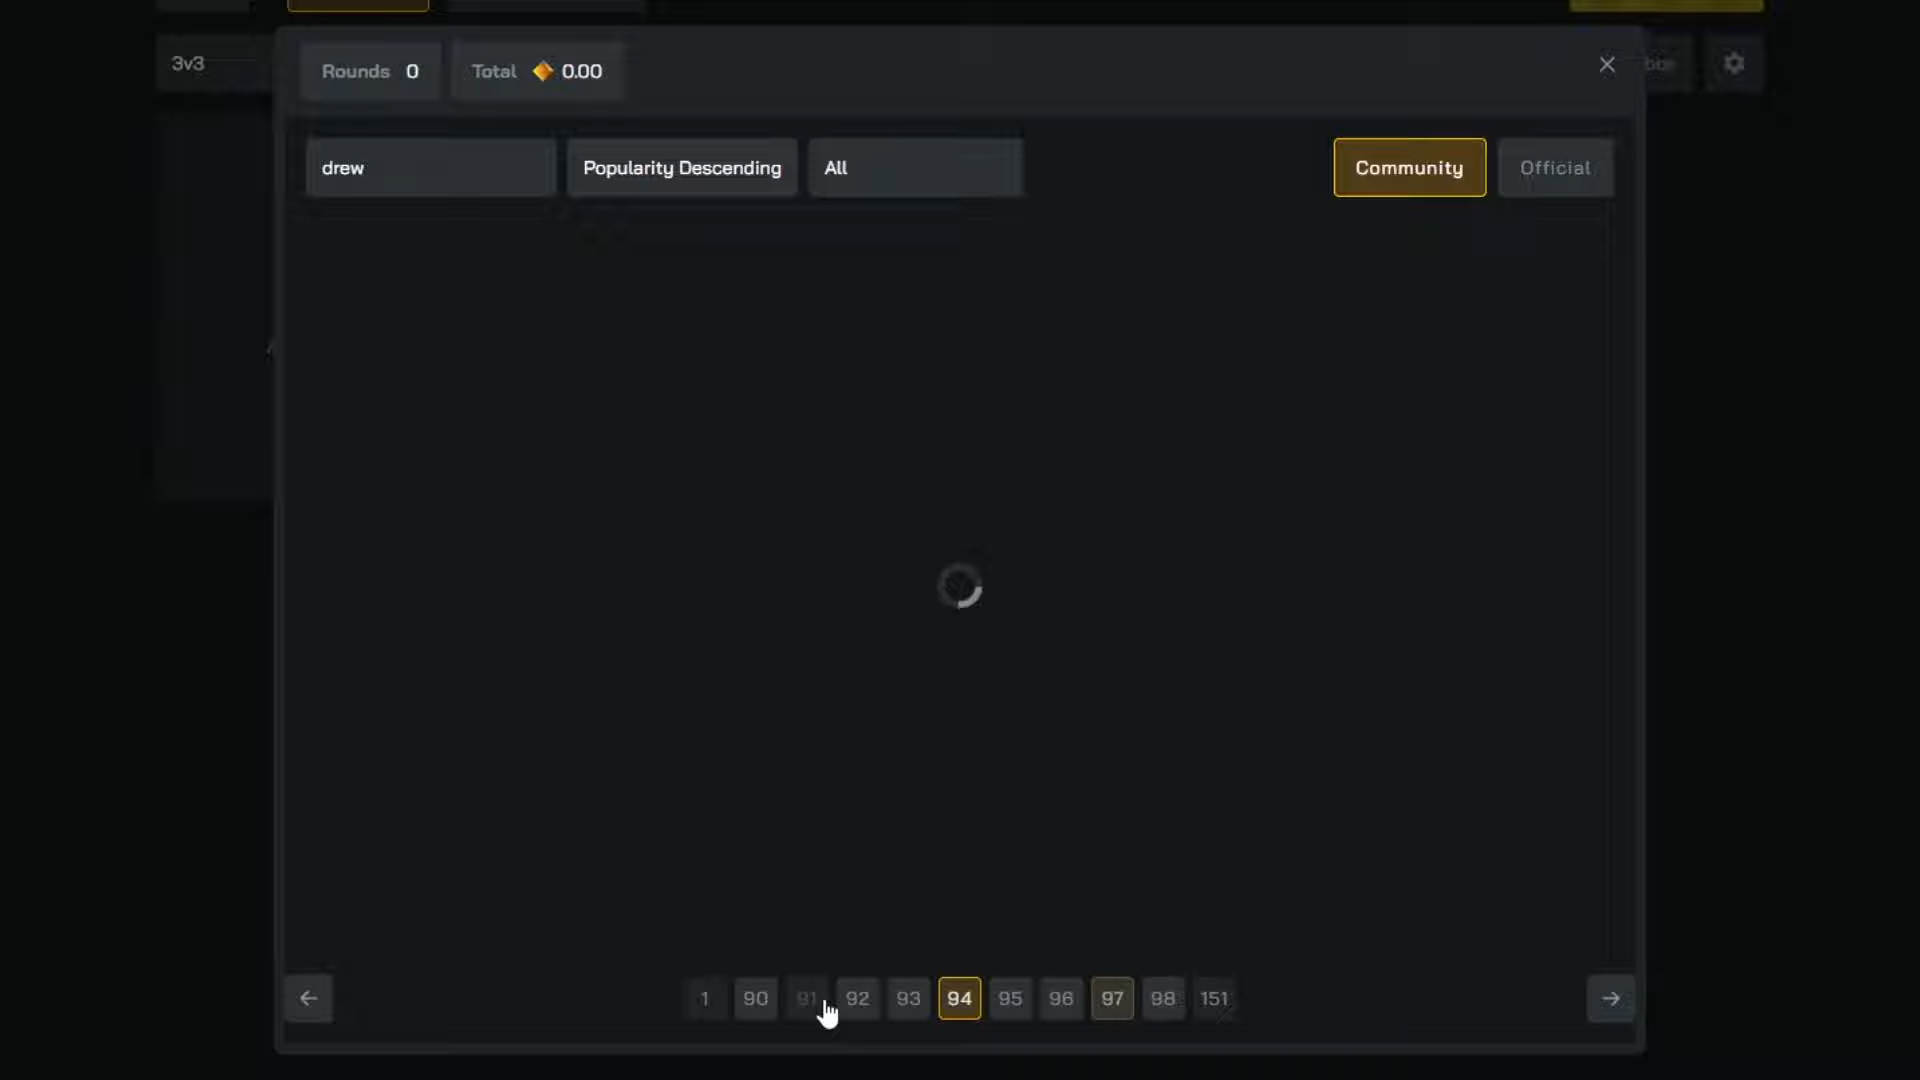 3v3
Rounds 0
Total 0.00
drew
Popularity Descending
All
Community
Official
1 90 91 92 93 94 95 96 97 98 151